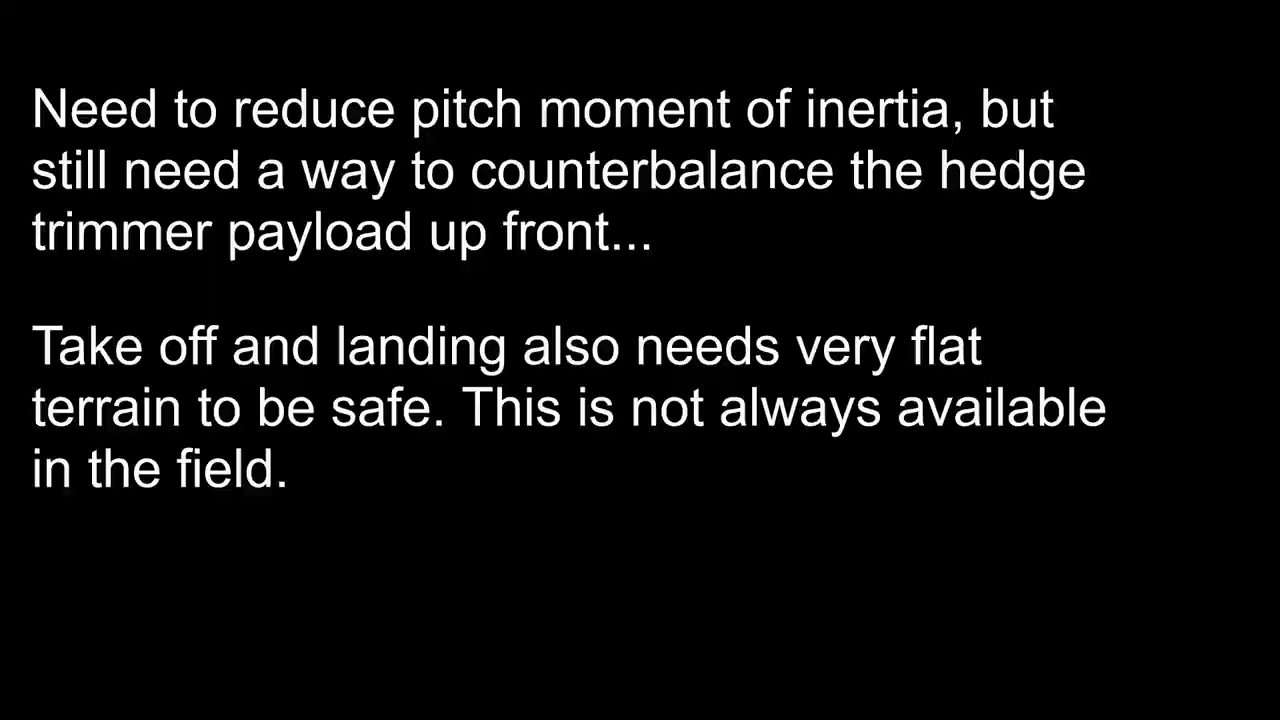 Need to reduce pitch moment of inertia, but
still need a way to counterbalance the hedge
trimmer payload up front...
Take off and landing also needs very flat
terrain to be safe. This is not always available
in the field.